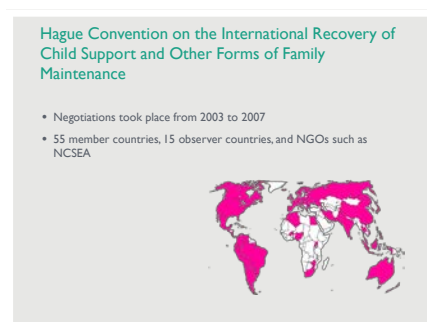 Hague Convention on the International Recovery of
Child Support and Other Forms of Family
Maintenance
• Negotiations took place from 2003 to 2007
• 55 member countries, 15 observer countries, and NGOs such as
NCSEA